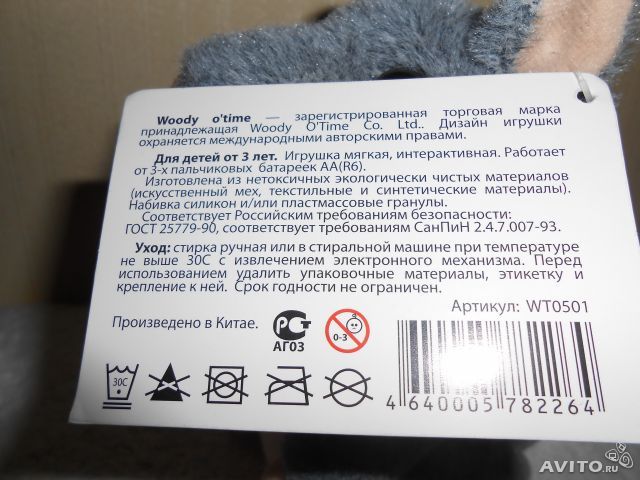 Woody o'time — зарегистрированная торговая марка
принадлежащая Woody O'Time Co. Ltd.. Дизайн игрушки
охраняется международными авторскими правами.
Для детей от 3 лет. Игрушка мягкая, интерактивная. Работает
от 3-х пальчиковых батареек АА(R6).
Изготовлена из нетоксичных экологически чистых материалов
(искусственный мех, текстильные и синтетические материалы).
Набивка силикон и/или пластмассовые гранулы.
Соответствует Российским требованиям безопасности:
ГОСТ 25779-90, соответствует требованиям СанПиН 2.4.7.007-93.
Уход: стирка ручная или в стиральной машине при температуре
не выше 30С с извлечением электронного механизма. Перед
использованием удалить упаковочные материалы, этикетку и
крепление к ней. Срок годности не ограничен.
Артикул: WT0501
Произведено в Китае.
РСТ
АГ03
0-3
30С
4 640005 782264
AVITO.ru